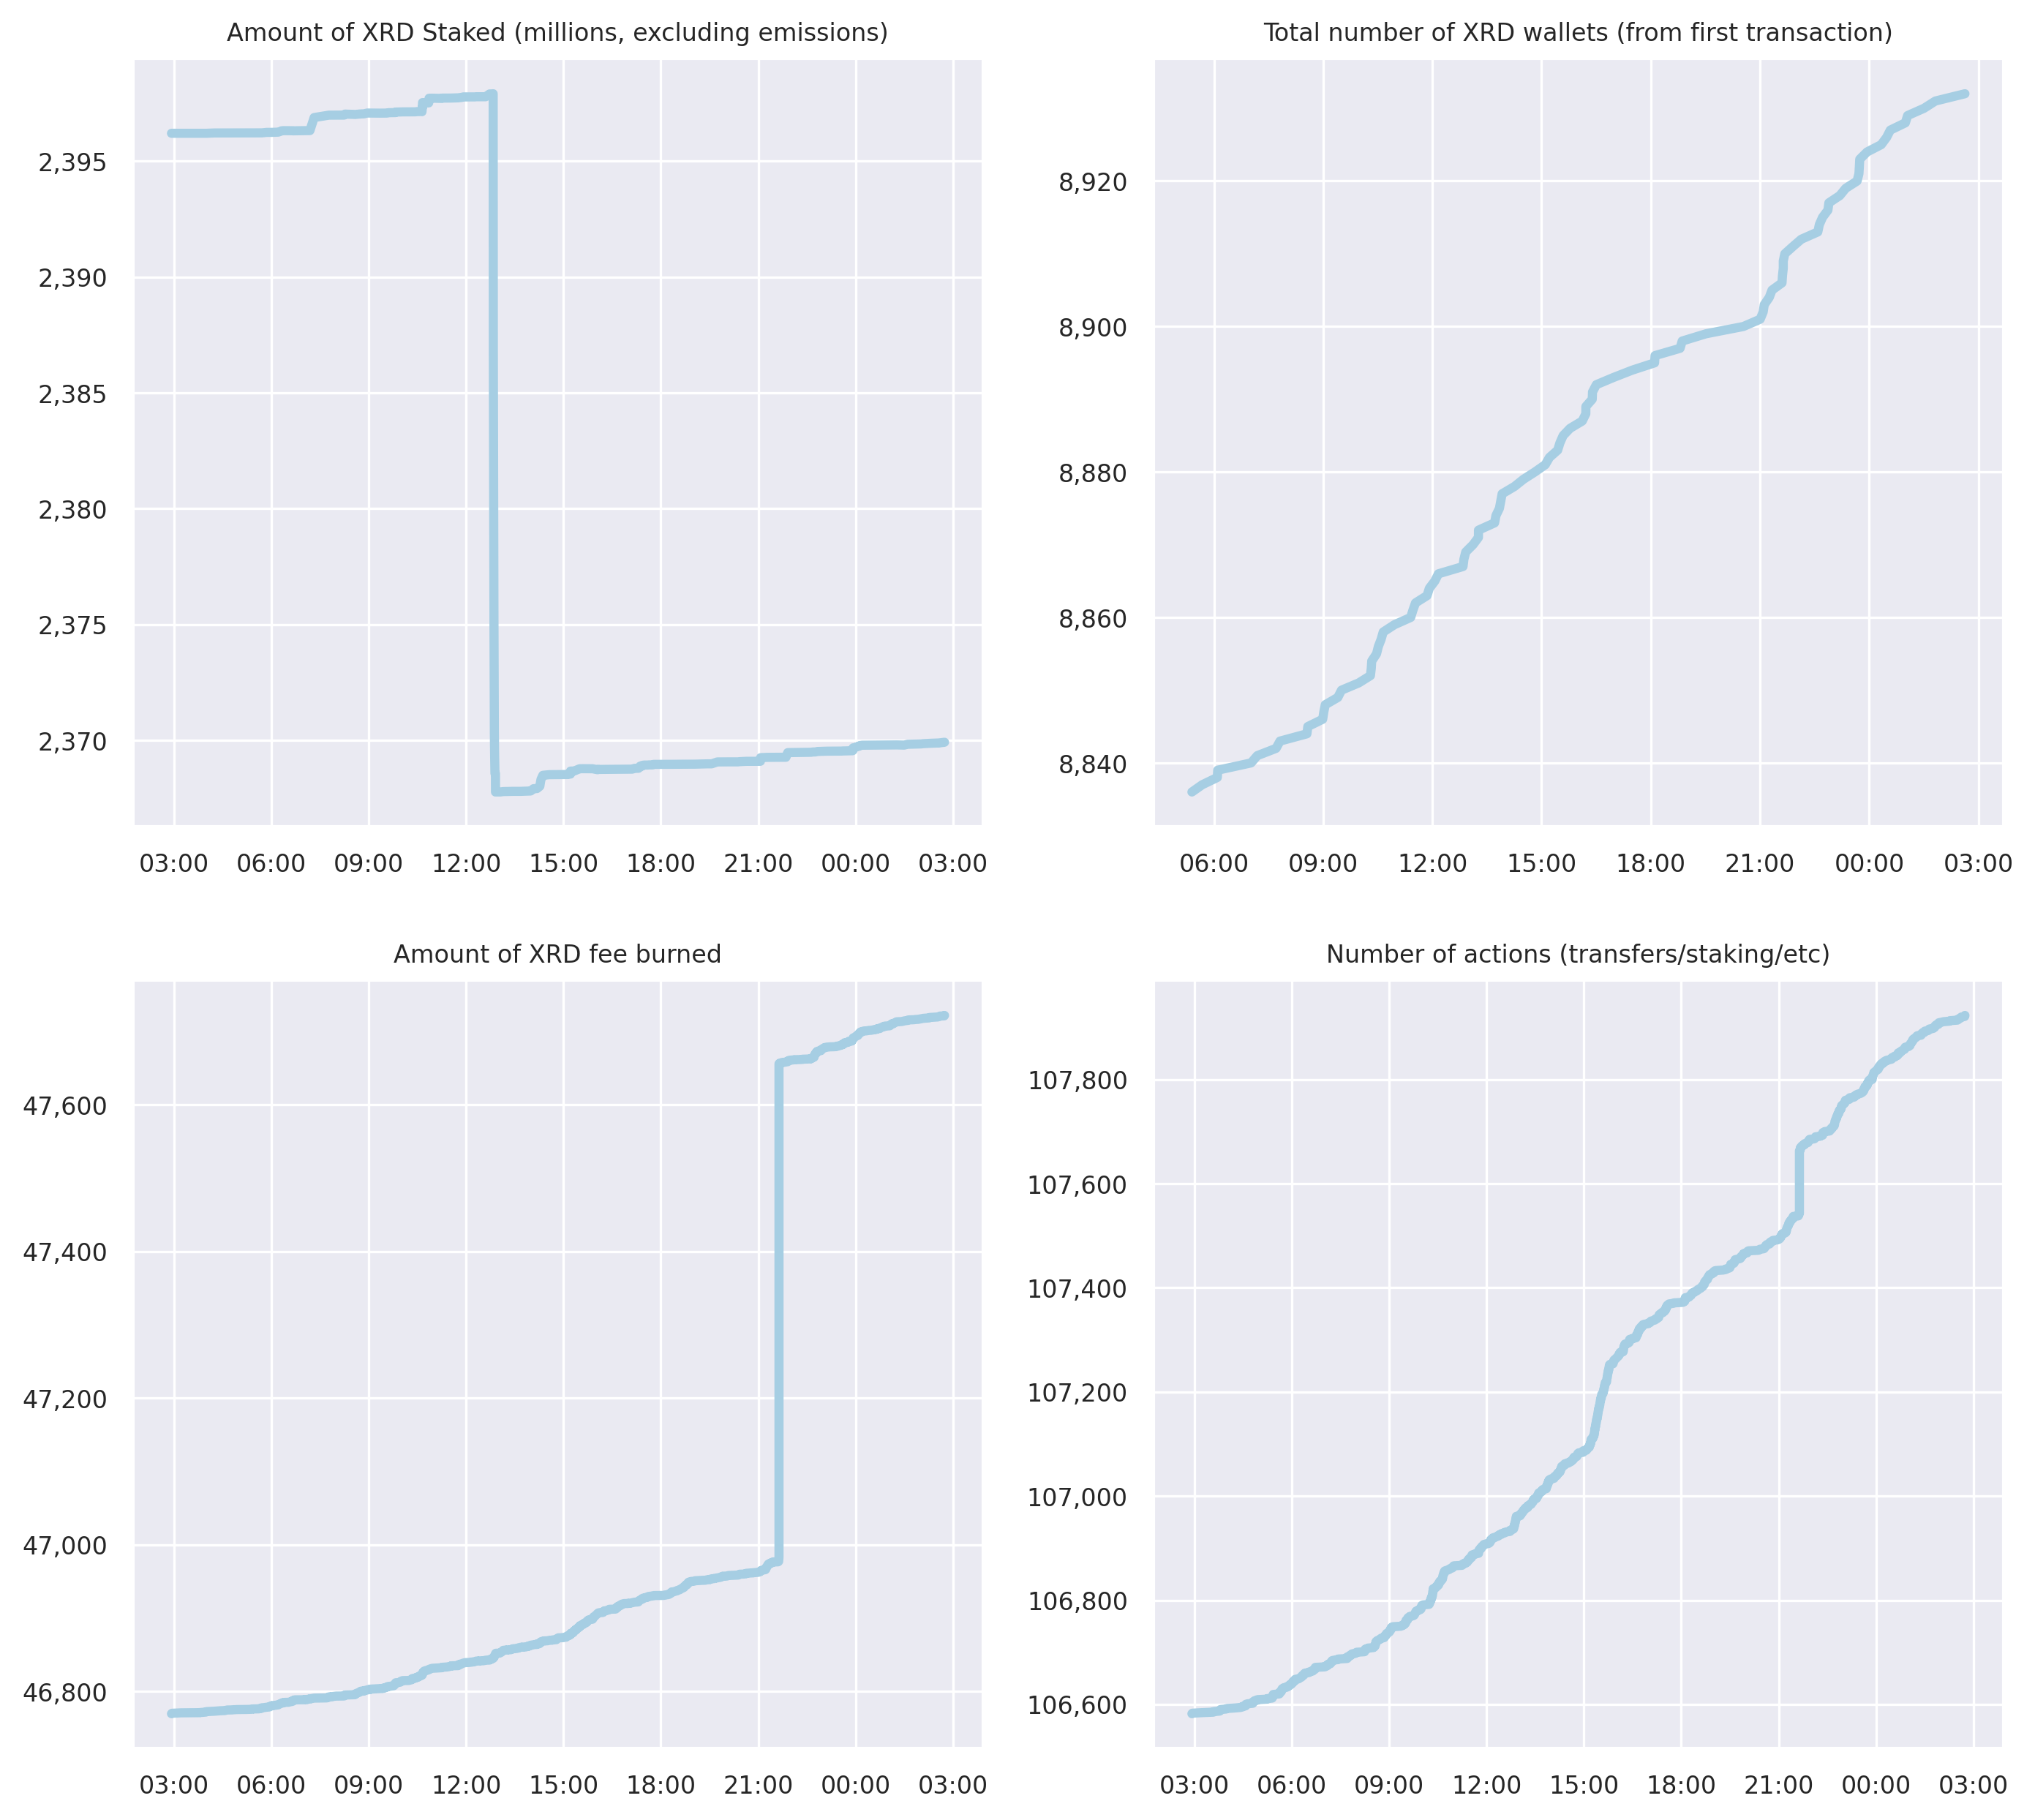 Amount of XRD Staked (millions, excluding emissions)
2,395
2,390
2,385
2,380
2,375
2,370
03:00 06:00 09:00 12:00 15:00 18:00 21:00 00:00 03:00
Total number of XRD wallets (from first transaction)
8,920
8,900
8,880
8,860
8,840
06:00 09:00 12:00 15:00 18:00 21:00 00:00 03:00
Amount of XRD fee burned
47,600
47,400
47,200
47,000
46,800
03:00 06:00 09:00 12:00 15:00 18:00 21:00 00:00 03:00
Number of actions (transfers/staking/etc)
107,800
107,600
107,400
107,200
107,000
106,800
106,600
03:00 06:00 09:00 12:00 15:00 18:00 21:00 00:00 03:00